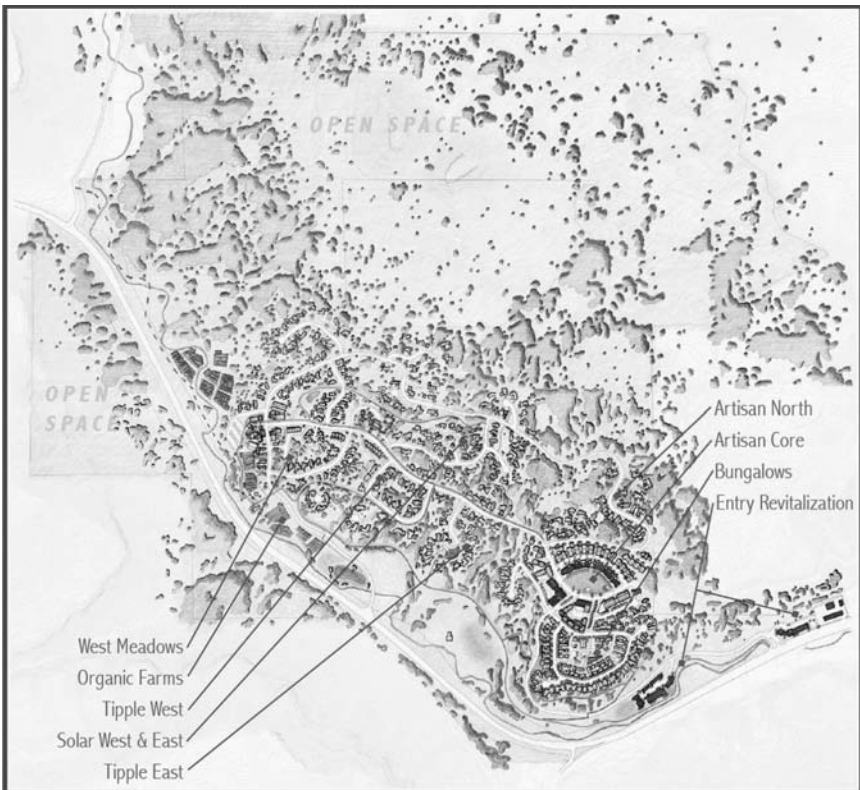 OPEN SPACE
OPEN
SPACE
Artisan North
Artisan Core
Bungalows
Entry Revitalization
West Meadows
Organic Farms
Tipple West
Solar West & East
Tipple East